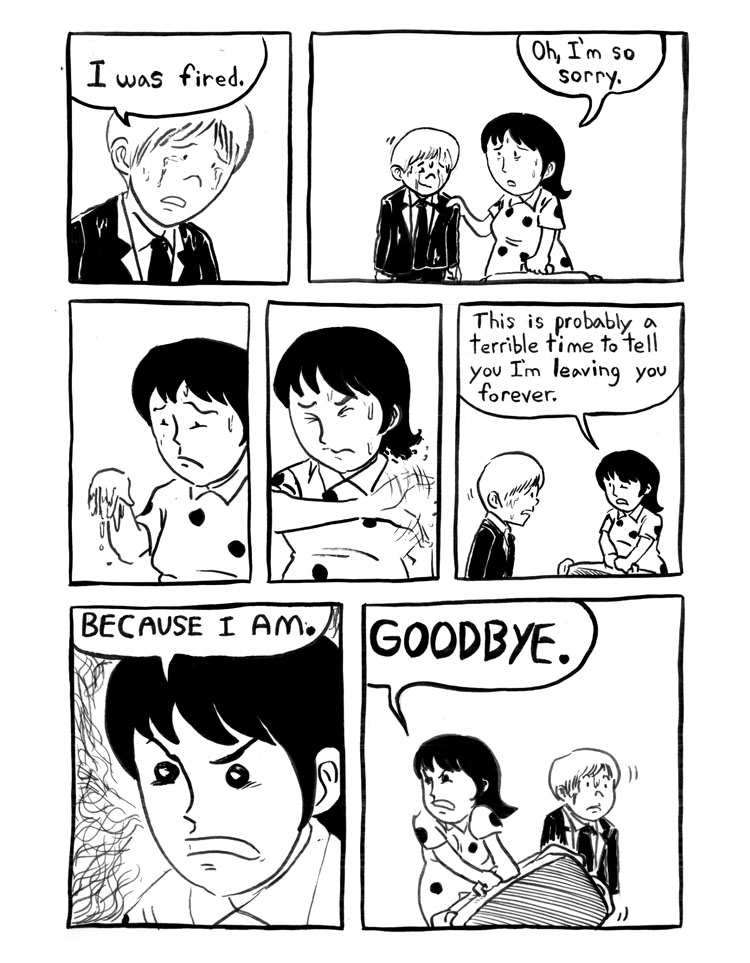 I was fired.
Oh, I'm so
sorry.
This is probably a
terrible time to tell
you I'm leaving you
forever.
BECAUSE I AM.
GOODBYE.